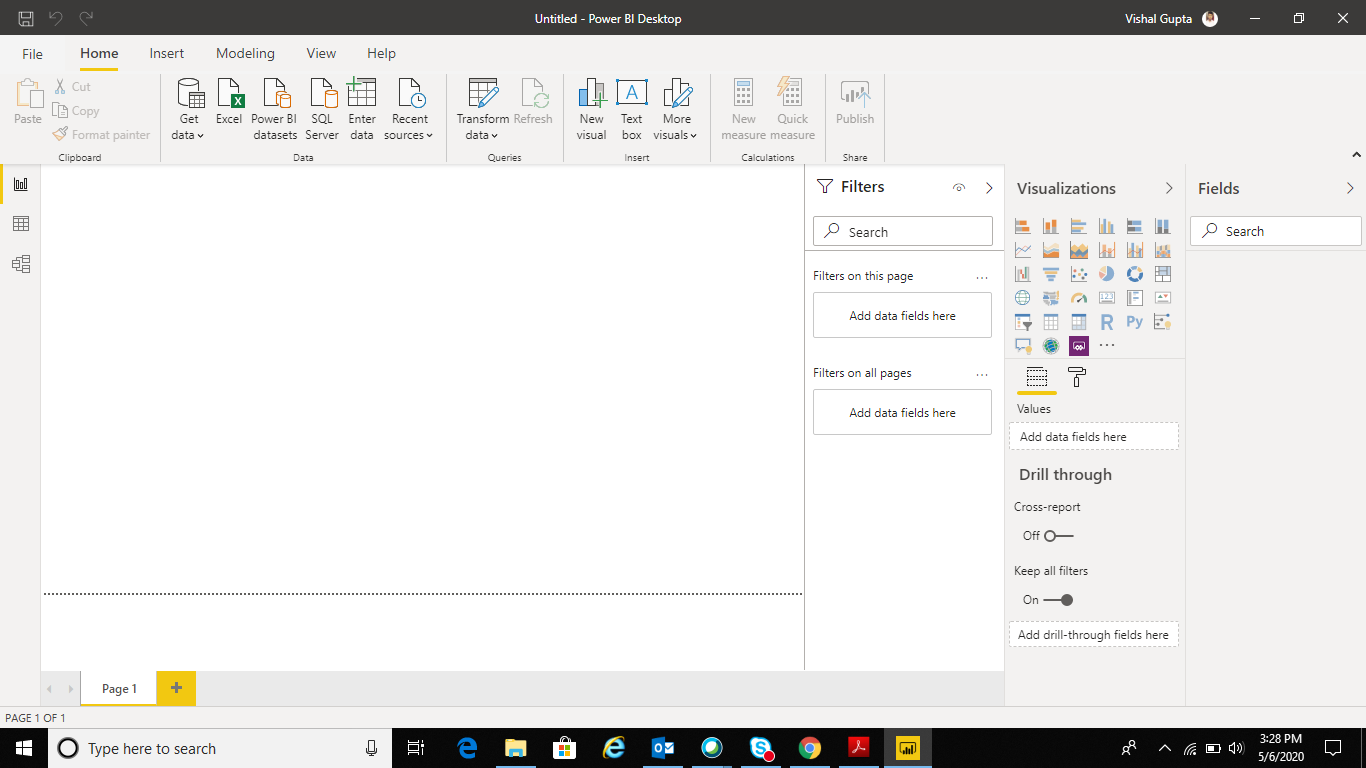 Untitled - Power BI Desktop
Vishal Gupta
File Home Insert Modeling View Help
Paste
Cut
Copy
Format painter
Clipboard
Get data
Excel
Power BI datasets
SQL Server
Enter data
Recent sources
Data
Transform data
Refresh
Queries
New visual
Text box
More visuals
Insert
New measure
Quick measure
Calculations
Publish
Share
Filters
Search
Filters on this page
Add data fields here
Filters on all pages
Add data fields here
Visualizations
123
R
Py
Values
Add data fields here
Drill through
Cross-report
Off
Keep all filters
On
Add drill-through fields here
Fields
Search
Page 1
PAGE 1 OF 1
Type here to search
3:28 PM
5/6/2020